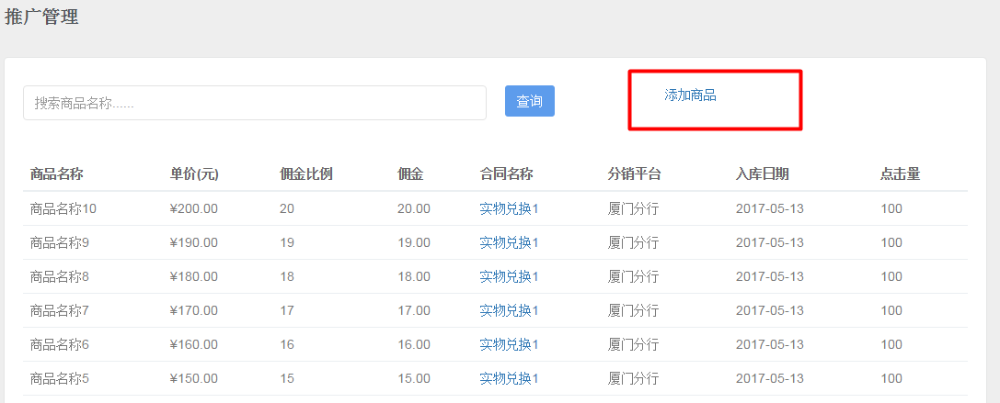 推广管理
搜索商品名称...... 查询 添加商品
商品名称 单价(元) 佣金比例 佣金 合同名称 分销平台 入库日期 点击量
商品名称10 ¥200.00 20 20.00 实物兑换1 厦门分行 2017-05-13 100
商品名称9 ¥190.00 19 19.00 实物兑换1 厦门分行 2017-05-13 100
商品名称8 ¥180.00 18 18.00 实物兑换1 厦门分行 2017-05-13 100
商品名称7 ¥170.00 17 17.00 实物兑换1 厦门分行 2017-05-13 100
商品名称6 ¥160.00 16 16.00 实物兑换1 厦门分行 2017-05-13 100
商品名称5 ¥150.00 15 15.00 实物兑换1 厦门分行 2017-05-13 100